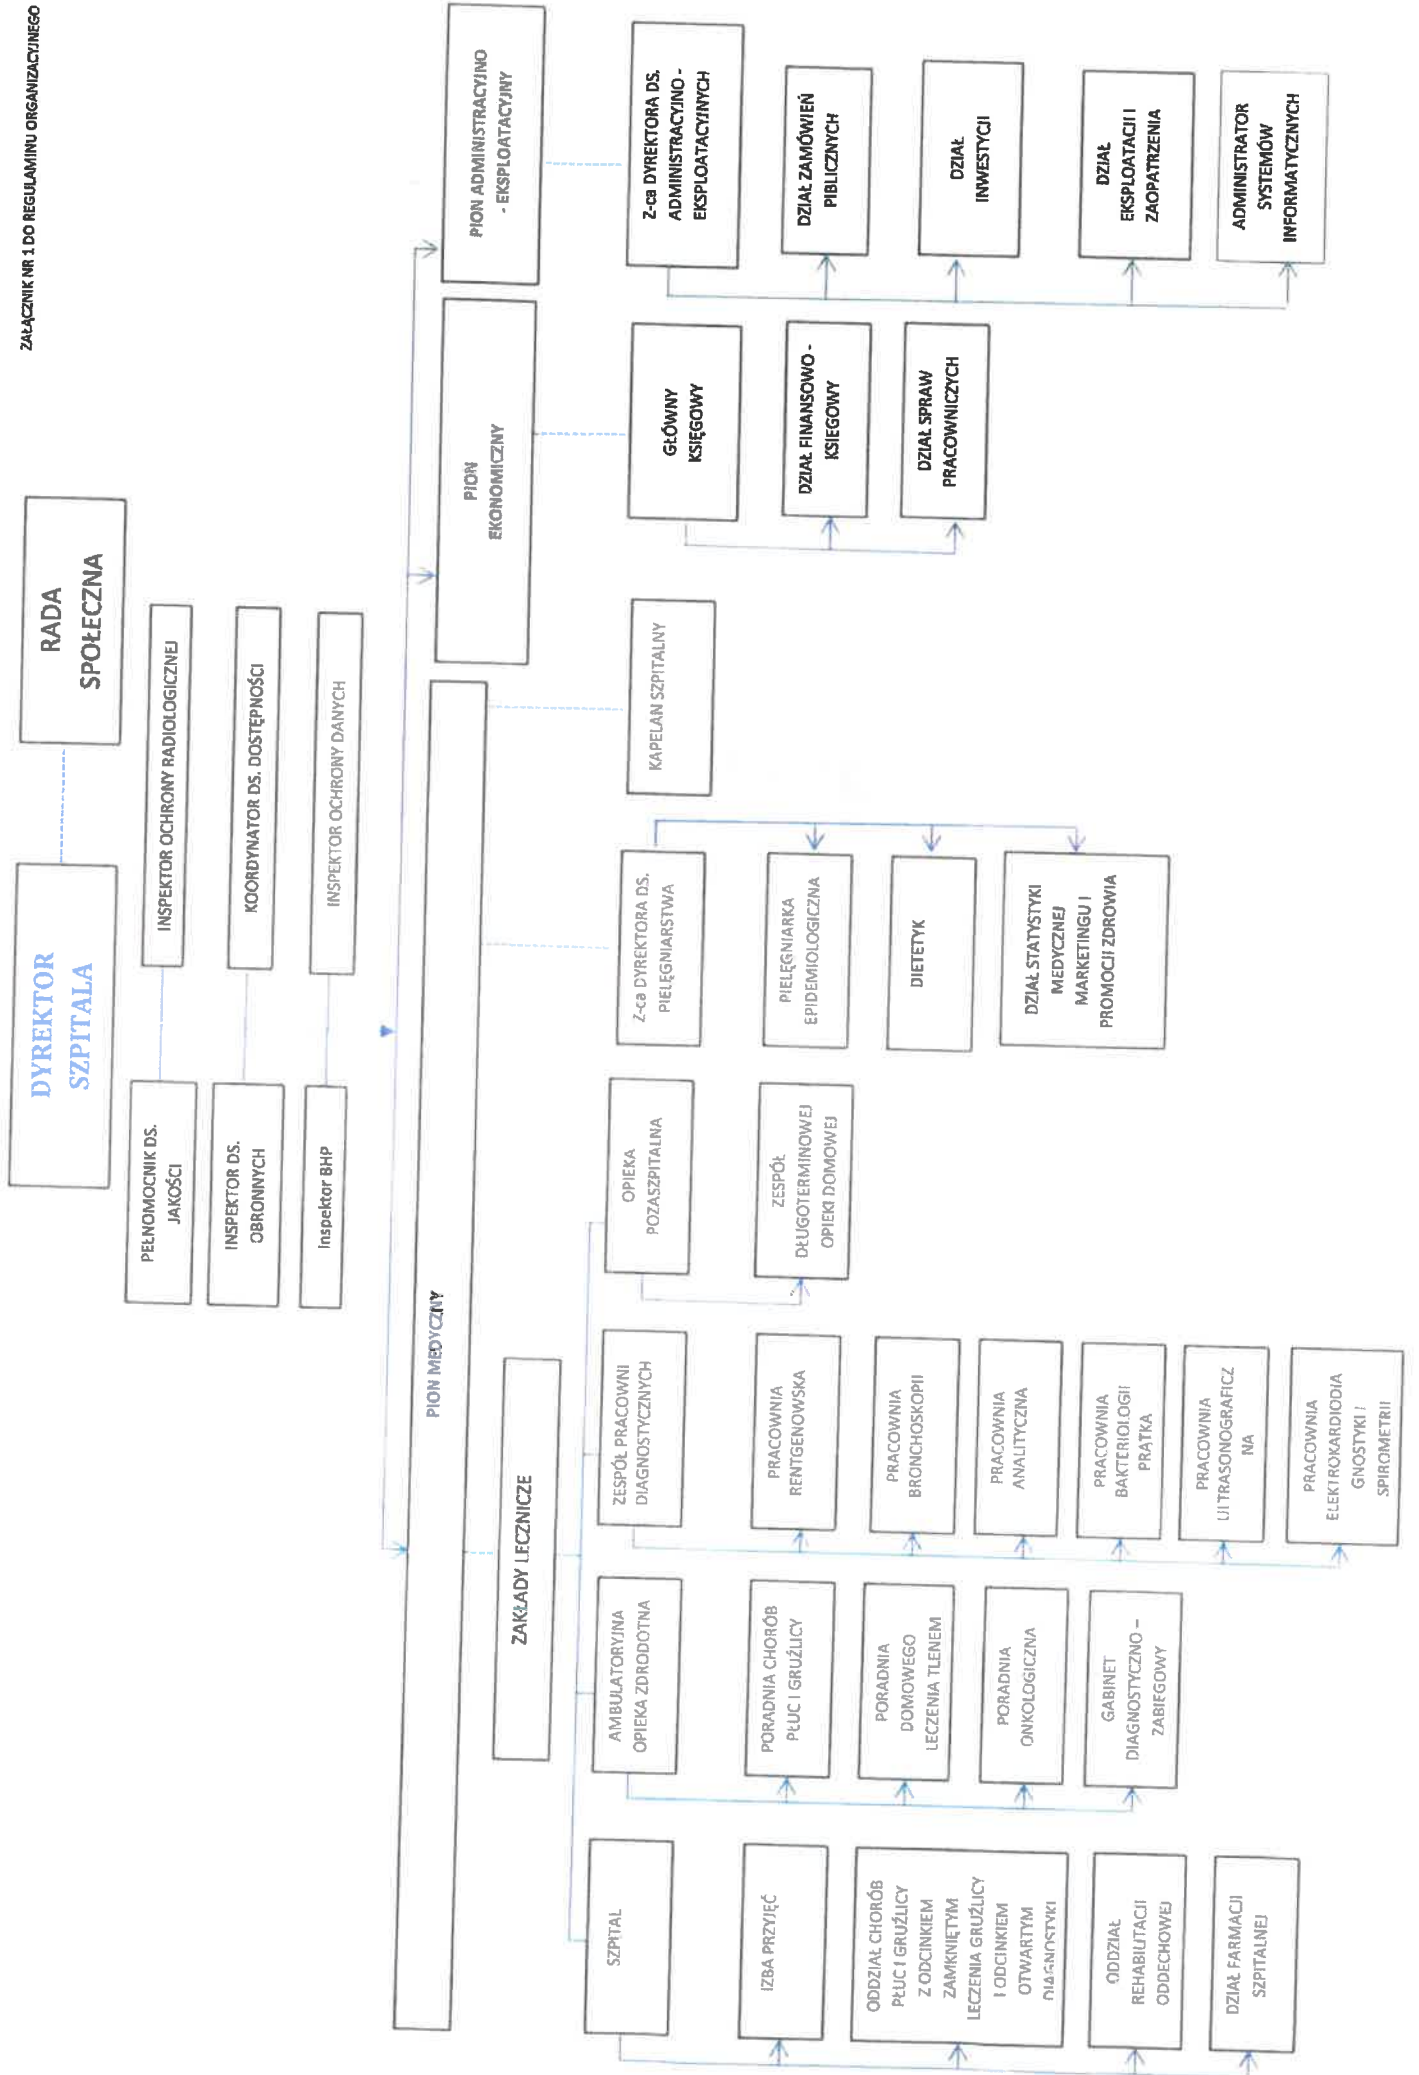 ZAŁĄCZNIK NR 1 DO REGULAMINU ORGANIZACYJNEGO
DYREKTOR
SZPITALA
RADA
SPOŁECZNA
PEŁNOMOCNIK DS.
JAKOŚCI
INSPEKTOR OCHRONY RADIOLOGICZNEJ
INSPEKTOR DS.
OBRONNYCH
KOORDYNATOR DS. DOSTĘPNOŚCI
Inspektor BHP
INSPEKTOR OCHRONY DANYCH
PION MEDYCZNY
PION
EKONOMICZNY
PION ADMINISTRACYJNO
- EKSPLOATACYJNY
ZAKŁADY LECZNICZE
SZPITAL
IZBA PRZYJĘĆ
ODDZIAŁ CHORÓB
PŁUC I GRUŹLICY
Z ODCINKIEM
ZAMKNIĘTYM
LECZENIA GRUŹLICY
I ODCINKIEM
OTWARTYM
DIAGNOSTYKI
ODDZIAŁ
REHABILITACJI
ODDECHOWEJ
DZIAŁ FARMACJI
SZPITALNEJ
AMBULATORYJNA
OPIEKA ZDRODOTNA
PORADNIA CHORÓB
PŁUC I GRUŹLICY
PORADNIA
DOMOWEGO
LECZENIA TLENEM
PORADNIA
ONKOLOGICZNA
GABINET
DIAGNOSTYCZNO –
ZABIEGOWY
ZESPÓŁ PRACOWNI
DIAGNOSTYCZNYCH
PRACOWNIA
RENTGENOWSKA
PRACOWNIA
BRONCHOSKOPII
PRACOWNIA
ANALITYCZNA
PRACOWNIA
BAKTERIOLOGII
PRĄTKA
PRACOWNIA
ULTRASONOGRAFICZ
NA
PRACOWNIA
ELEKTROKARDIODIA
GNOSTYKI I
SPIROMETRII
OPIEKA
POZASZPITALNA
ZESPÓŁ
DŁUGOTERMINOWEJ
OPIEKI DOMOWEJ
Z-ca DYREKTORA DS.
PIELĘGNIARSTWA
PIELĘGNIARKA
EPIDEMIOLOGICZNA
DIETETYK
DZIAŁ STATYSTYKI
MEDYCZNEJ
MARKETINGU I
PROMOCJI ZDROWIA
KAPELAN SZPITALNY
GŁÓWNY
KSIĘGOWY
DZIAŁ FINANSOWO -
KSIEGOWY
DZIAŁ SPRAW
PRACOWNICZYCH
Z-ca DYREKTORA DS.
ADMINISTRACYJNO -
EKSPLOATACYJNYCH
DZIAŁ ZAMÓWIEŃ
PIBLICZNYCH
DZIAŁ
INWESTYCJI
DZIAŁ
EKSPLOATACJI I
ZAOPATRZENIA
ADMINISTRATOR
SYSTEMÓW
INFORMATYCZNYCH